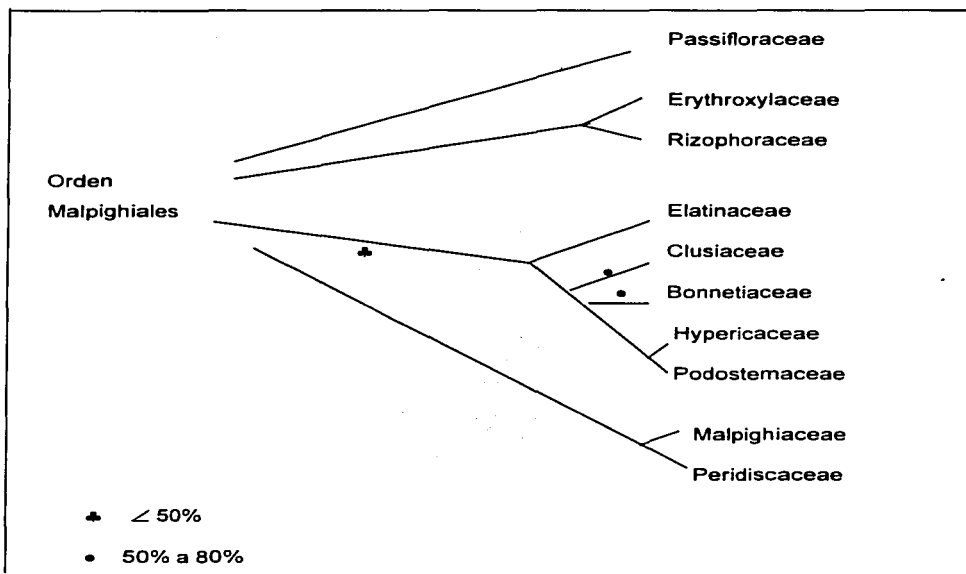 Passifloraceae
Erythroxylaceae
Rizophoraceae
Orden
Malpighiales
Elatinaceae
Clusiaceae
Bonnetiaceae
Hypericaceae
Podostemaceae
Malpighiaceae
Peridiscaceae
♣ ∠ 50%
● 50% a 80%